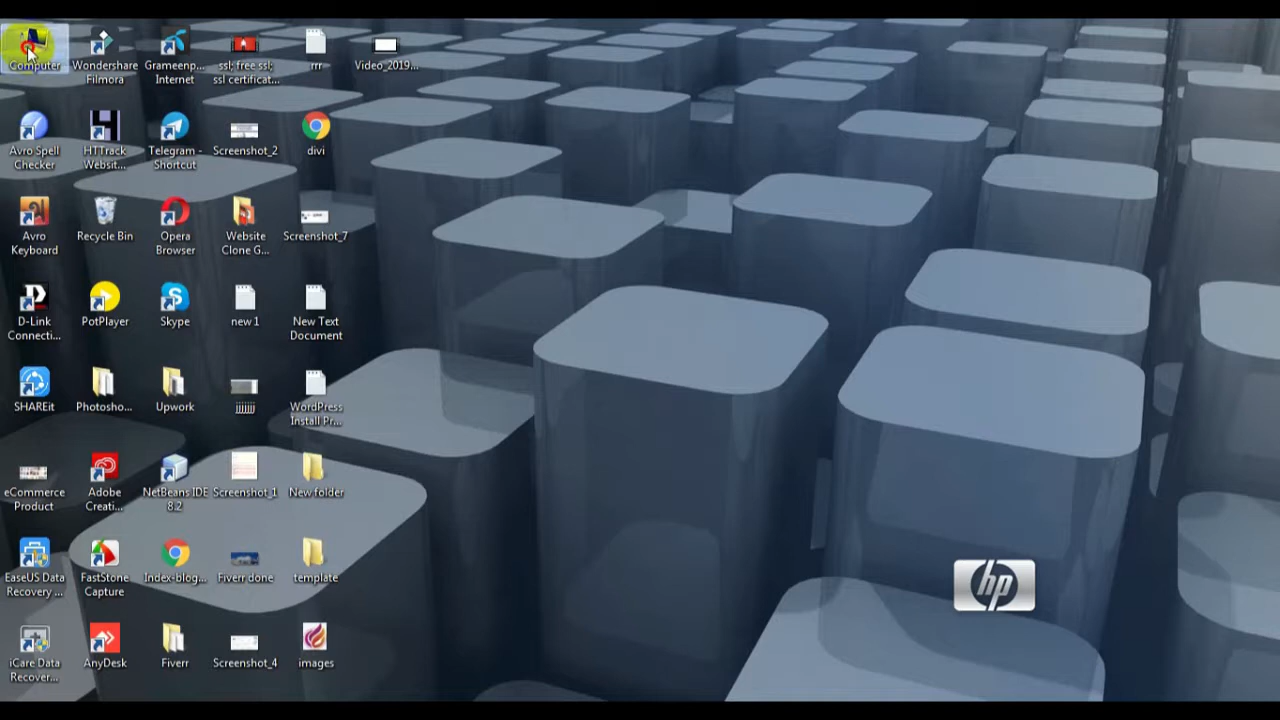 Computer
Wondershare
Filmora
Grameenp...
Internet
ssl; free ssl;
ssl certificat...
rrr
Video_2019...
Avro Spell
Checker
HTTrack
Websit...
Telegram -
Shortcut
Screenshot_2
divi
Avro
Keyboard
Recycle Bin
Opera
Browser
Website
Clone G...
Screenshot_7
D-Link
Connecti...
PotPlayer
Skype
new 1
New Text
Document
SHAREit
Photosho...
Upwork
jjjjjj
WordPress
Install Pr...
eCommerce
Product
Adobe
Creati...
NetBeans IDE
8.2
Screenshot_1
New folder
EaseUS Data
Recovery ...
FastStone
Capture
Index-blog...
Fiverr done
template
iCare Data
Recover...
AnyDesk
Fiverr
Screenshot_4
images
hp